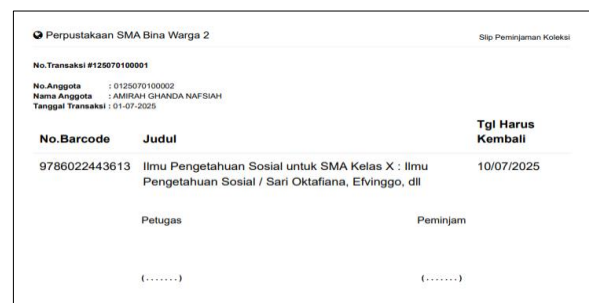 Perpustakaan SMA Bina Warga 2
Slip Peminjaman Koleksi
No.Transaksi #125070100001
No.Anggota : 0125070100002
Nama Anggota : AMIRAH GHANDA NAFSIAH
Tanggal Transaksi : 01-07-2025
No.Barcode Judul Tgl Harus Kembali
9786022443613 Ilmu Pengetahuan Sosial untuk SMA Kelas X : Ilmu 10/07/2025
Pengetahuan Sosial / Sari Oktafiana, Efvinggo, dll
Petugas Peminjam
(.......) (.......)